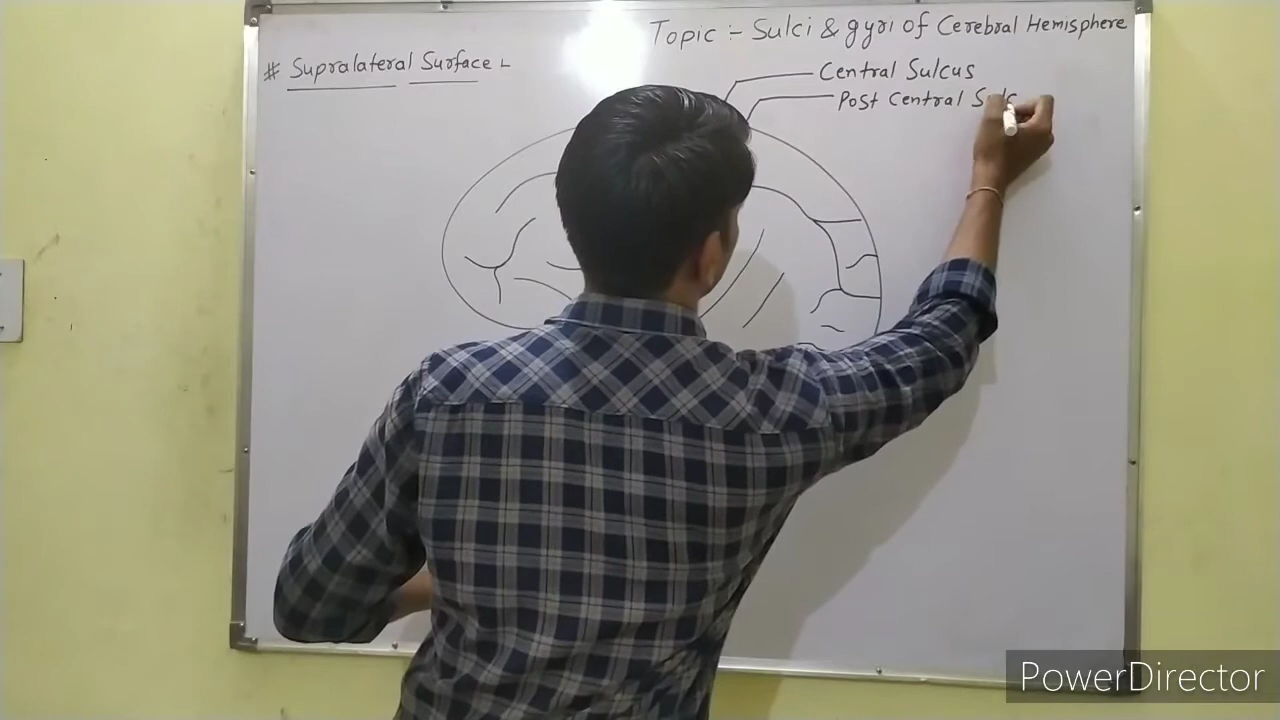 Topic :- Sulci & gyri of Cerebral Hemisphere
# Supralateral Surface :-
Central Sulcus
Post Central Sulc
PowerDirector